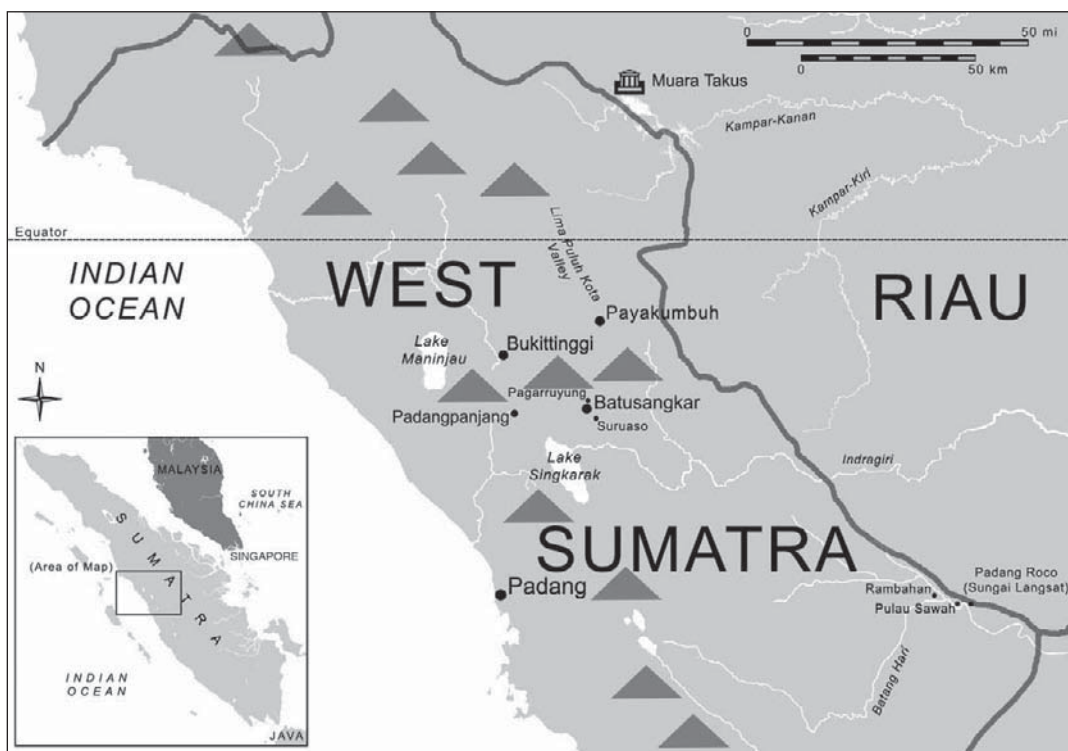 0
50 mi
0
50 km
Muara Takus
Kampar-Kanan
Kampar-Kiri
Equator
Lima Puluh Kota
Valley
INDIAN
OCEAN
WEST
RIAU
Payakumbuh
Lake
Maninjau
Bukittinggi
N
Pagarruyung
Batusangkar
Padangpanjang
Suruaso
Lake
Singkarak
Indragiri
SUMATRA
Padang
Padang Roco
(Sungai Langsat)
Rambahan
Pulau Sawah
Batang Hari
MALAYSIA
SOUTH
CHINA SEA
SINGAPORE
(Area of Map)
SUMATRA
INDIAN
OCEAN
JAVA